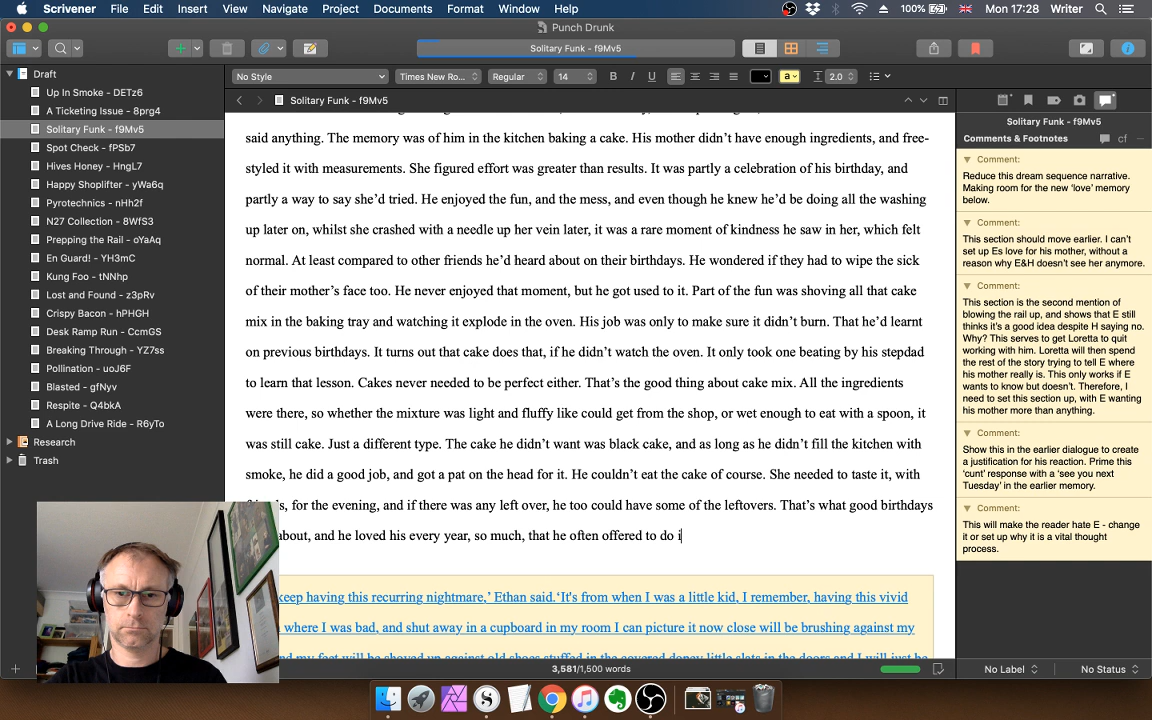 Scrivener File Edit Insert View Navigate Project Documents Format Window Help 100% Mon 17:28 Writer
Punch Drunk
Solitary Funk - f9Mv5
No Style Times New Ro... Regular 14 B I U a 2.0
Solitary Funk - f9Mv5
Draft
Up In Smoke - DETz6
A Ticketing Issue - 8prg4
Solitary Funk - f9Mv5
Spot Check - fPSb7
Hives Honey - HngL7
Happy Shoplifter - yWa6q
Pyrotechnics - nHh2f
N27 Collection - 8WfS3
Prepping the Rail - oYaAq
En Guard! - YH3mC
Kung Foo - tNNhp
Lost and Found - z3pRv
Crispy Bacon - hPHGH
Desk Ramp Run - CcmGS
Breaking Through - YZ7ss
Pollination - uoJ6F
Blasted - gfNyv
Respite - Q4bkA
A Long Drive Ride - R6yTo
Research
Trash
said anything. The memory was of him in the kitchen baking a cake. His mother didn’t have enough ingredients, and free-
styled it with measurements. She figured effort was greater than results. It was partly a celebration of his birthday, and
partly a way to say she’d tried. He enjoyed the fun, and the mess, and even though he knew he’d be doing all the washing
up later on, whilst she crashed with a needle up her vein later, it was a rare moment of kindness he saw in her, which felt
normal. At least compared to other friends he’d heard about on their birthdays. He wondered if they had to wipe the sick
of their mother’s face too. He never enjoyed that moment, but he got used to it. Part of the fun was shoving all that cake
mix in the baking tray and watching it explode in the oven. His job was only to make sure it didn’t burn. That he’d learnt
on previous birthdays. It turns out that cake does that, if he didn’t watch the oven. It only took one beating by his stepdad
to learn that lesson. Cakes never needed to be perfect either. That’s the good thing about cake mix. All the ingredients
were there, so whether the mixture was light and fluffy like could get from the shop, or wet enough to eat with a spoon, it
was still cake. Just a different type. The cake he didn’t want was black cake, and as long as he didn’t fill the kitchen with
smoke, he did a good job, and got a pat on the head for it. He couldn’t eat the cake of course. She needed to taste it, with
for the evening, and if there was any left over, he too could have some of the leftovers. That’s what good birthdays
about, and he loved his every year, so much, that he often offered to do i
keep having this recurring nightmare,’ Ethan said.‘It's from when I was a little kid, I remember, having this vivid
where I was bad, and shut away in a cupboard in my room I can picture it now close will be brushing against my
my feet will be shoved up against old shoes stuffed in the covered dopey little slats in the doors and I will just be
3,581/1,500 words
Solitary Funk - f9Mv5
Comments & Footnotes cf
Comment:
Reduce this dream sequence narrative.
Making room for the new ‘love’ memory
below.
Comment:
This section should move earlier. I can’t
set up Es love for his mother, without a
reason why E&H doesn’t see her anymore.
Comment:
This section is the second mention of
blowing the rail up, and shows that E still
thinks it’s a good idea despite H saying no.
Why? This serves to get Loretta to quit
working with him. Loretta will then spend
the rest of the story trying to tell E where
his mother really is. This only works if E
wants to know but doesn’t. Therefore, I
need to set this section up, with E wanting
his mother more than anything.
Comment:
Show this in the earlier dialogue to create
a justification for his reaction. Prime this
‘cunt’ response with a ‘see you next
Tuesday’ in the earlier memory.
Comment:
This will make the reader hate E - change
it or set up why it is a vital thought
process.
No Label No Status